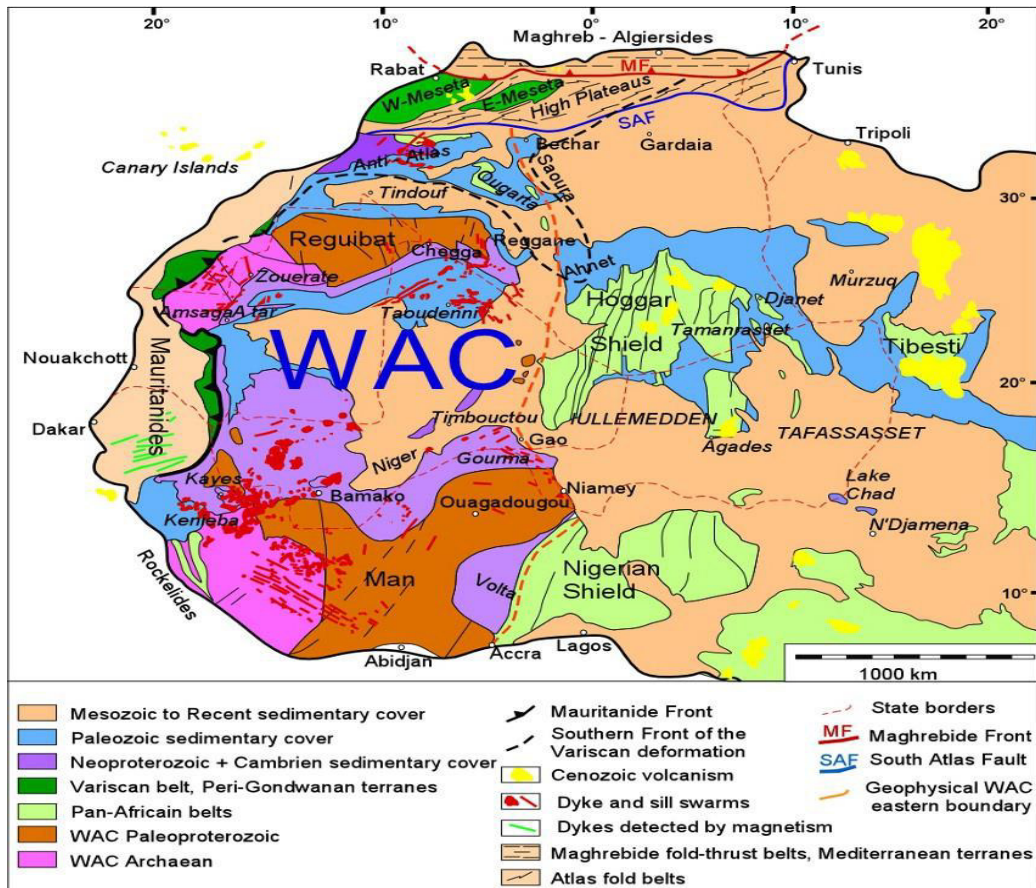 20° 10° 0° 10° 20°
Maghreb - Algiersides
MF
Rabat
Tunis
W-Meseta
E-Meseta
High Plateaus
SAF
Tripoli
Bechar
Gardaia
Canary Islands
Anti-Atlas
Saoura
Ougarta
Tindouf
30°
Reguibat
Reggane
Chegga
Ahnet
Murzuq
Zouerate
Hoggar
Shield
Djanet
Amsaga
Atar
Taoudenni
Tamanrasset
WAC
Tibesti
Nouakchott
Mauritanides
20°
Dakar
Timbouctou
IULLEMEDDEN
TAFASSASSET
Gao
Agades
Niger
Gourma
Kayes
Lake
Chad
Bamako
Niamey
Ouagadougou
Kenieba
N'Djamena
Rockelides
Man
Volta
Nigerian
Shield
10°
Abidjan
Accra
Lagos
1000 km
Mesozoic to Recent sedimentary cover
Paleozoic sedimentary cover
Neoproterozoic + Cambrien sedimentary cover
Variscan belt, Peri-Gondwanan terranes
Pan-Africain belts
WAC Paleoproterozoic
WAC Archaean
Mauritanide Front
Southern Front of the
Variscan deformation
Cenozoic volcanism
Dyke and sill swarms
Dykes detected by magnetism
Maghrebide fold-thrust belts, Mediterranean terranes
Atlas fold belts
State borders
MF Maghrebide Front
SAF South Atlas Fault
Geophysical WAC
eastern boundary